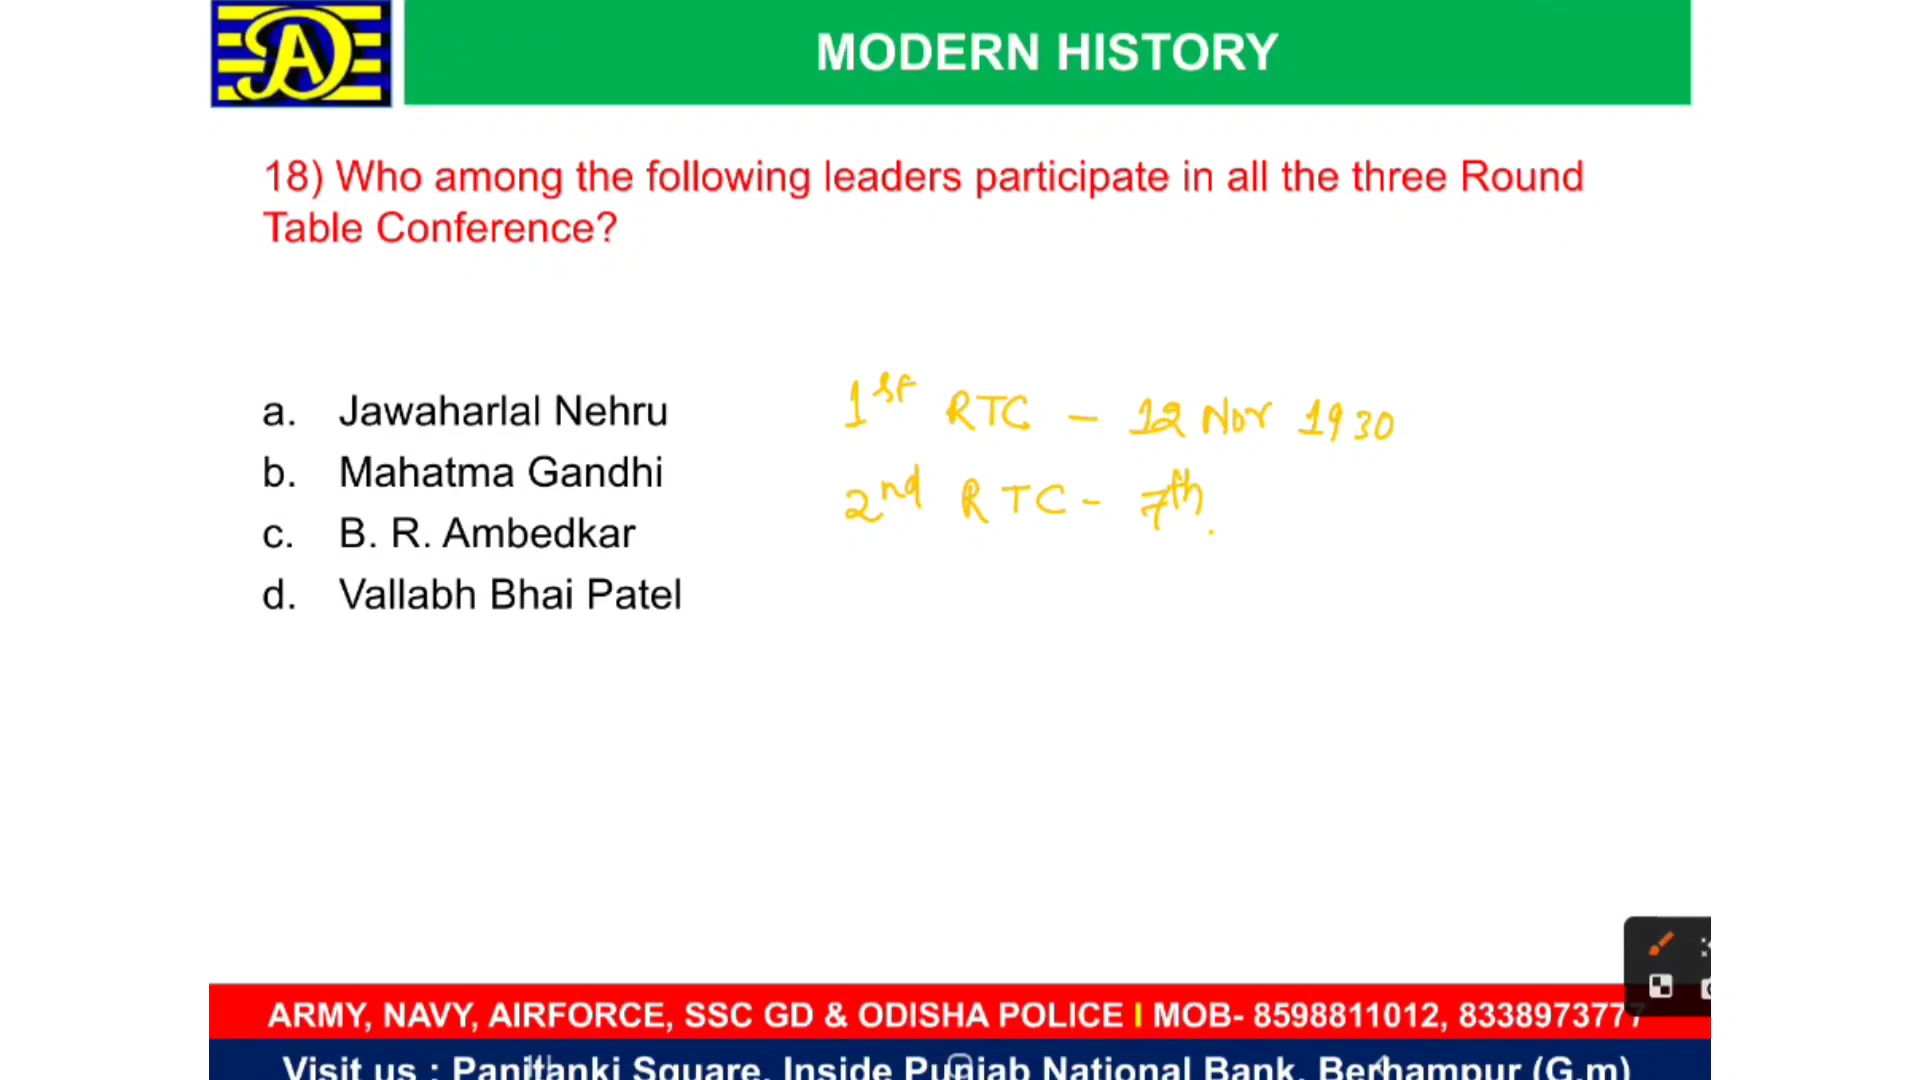 DA
MODERN HISTORY
18) Who among the following leaders participate in all the three Round
Table Conference?
a. Jawaharlal Nehru
b. Mahatma Gandhi
c. B. R. Ambedkar
d. Vallabh Bhai Patel
1st RTC - 12 Nov 1930
2nd RTC - 7th
ARMY, NAVY, AIRFORCE, SSC GD & ODISHA POLICE I MOB- 8598811012, 8338973777
Visit us : Panitanki Square, Inside Punjab National Bank, Berhampur (G.m)